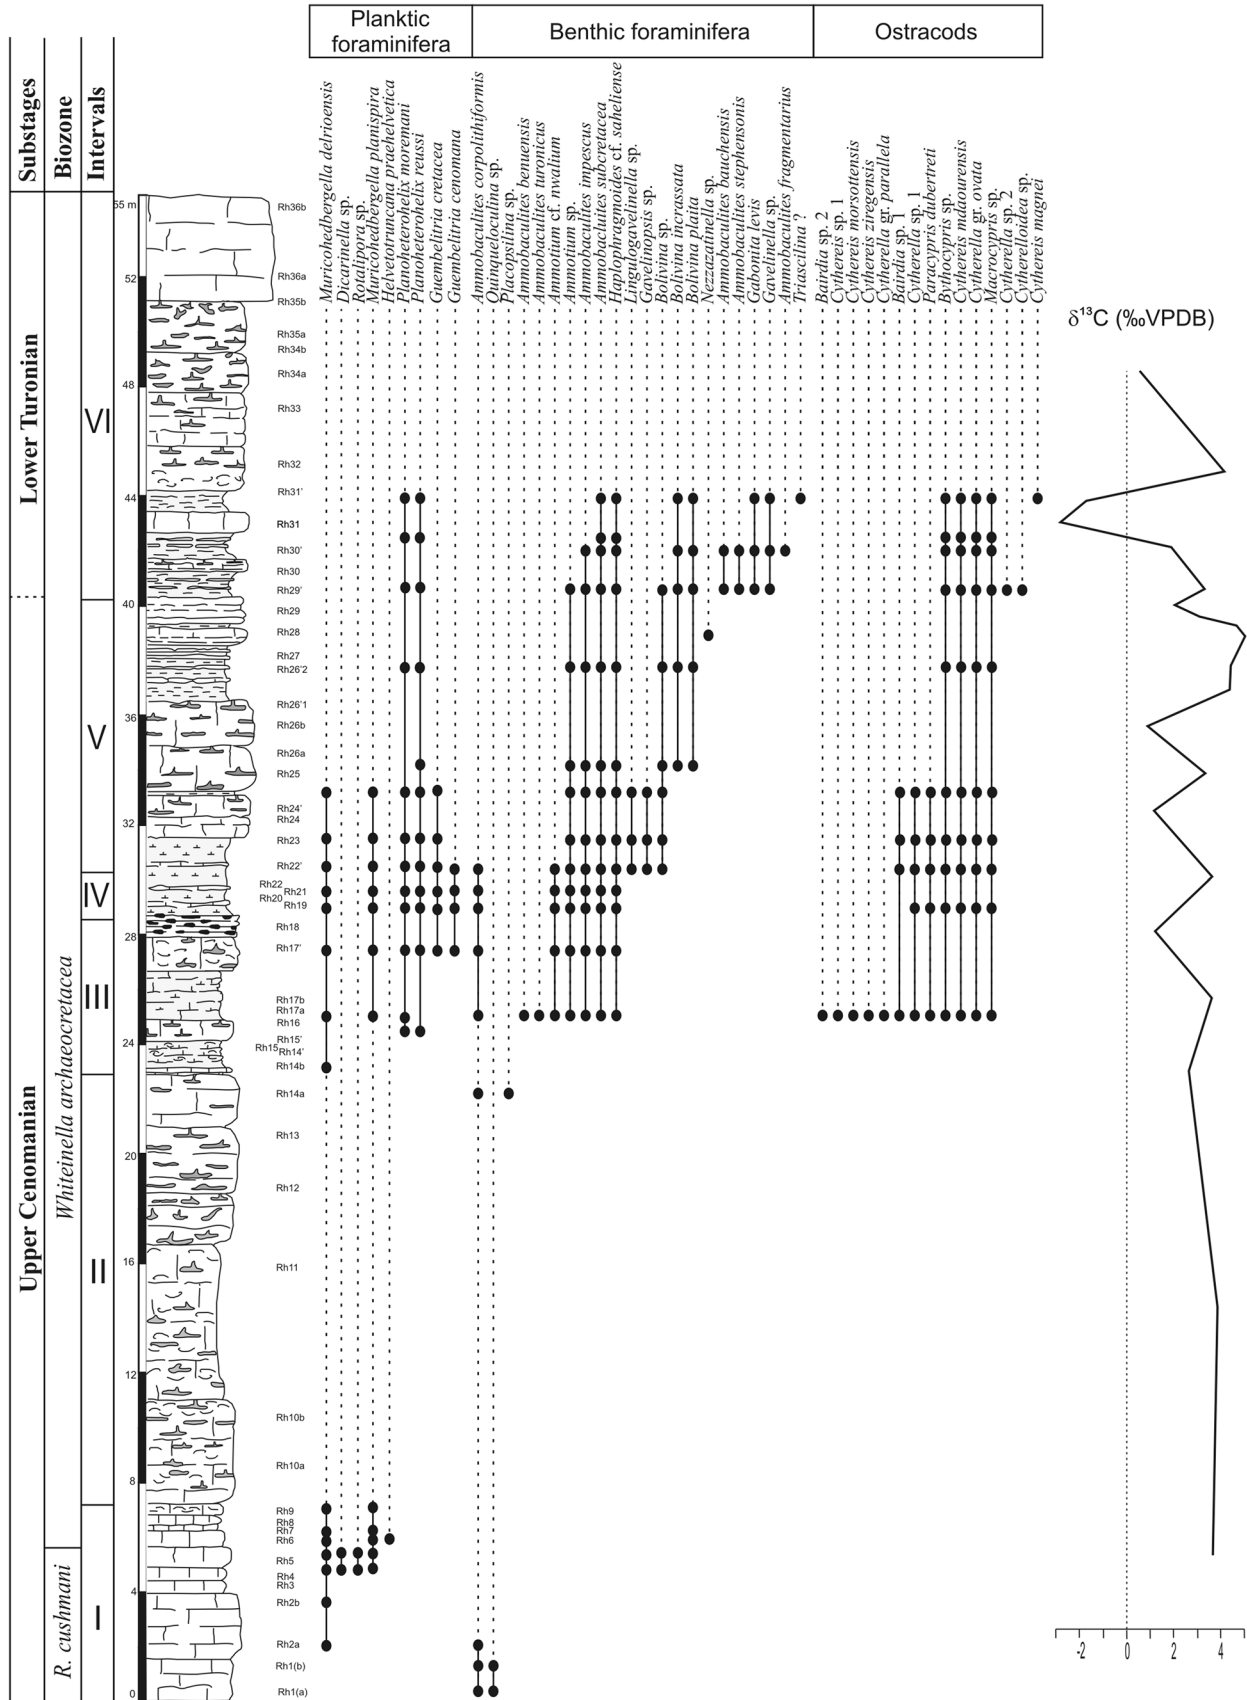 Planktic
foraminifera
Benthic foraminifera
Ostracods
Substages
Biozone
Intervals
Muricohedbergella delrioensis
Dicarinella sp.
Rotalipora sp.
Muricohedbergella planispira
Helvetotruncana praehelvetica
Planoheterohelix moremani
Planoheterohelix reussi
Guembelitria cretacea
Guembelitria cenomana
Ammobaculites corpolithiformis
Quinqueloculina sp.
Placopsilina sp.
Ammobaculites benuensis
Ammobaculites turonicus
Ammotium cf. nwalium
Ammotium sp.
Ammobaculites impescus
Ammobacluites subcretacea
Haplophragmoides cf. saheliense
Lingulogavelinella sp.
Gavelinopsis sp.
Bolivina sp.
Bolivina incrassata
Bolivina plaita
Nezzazatinella sp.
Ammobaculites bauchensis
Ammobaculites stephensonis
Gabonita levis
Gavelinella sp.
Ammobaculites fragmentarius
Triasclina ?
Bairdia sp. 2
Cythereis sp. 1
Cythereis morsottensis
Cythereis ziregensis
Cytherella gr. parallela
Bairdia sp. 1
Cytherella sp. 1
Paracypris dubertreti
Bythocypris sp.
Cythereis mdaourensis
Cytherella gr. ovata
Macrocypris sp.
Cytherella sp. 2
Cytherelloidea sp.
Cythereis magnei
δ¹³C (‰VPDB)
Lower Turonian
Upper Cenomanian
Whiteinella archaeocretacea
R. cushmani
VI
V
IV
III
II
I
55 m
52
48
44
40
36
32
28
24
20
16
12
8
4
0
Rh36b
Rh36a
Rh35b
Rh35a
Rh34b
Rh34a
Rh33
Rh32
Rh31'
Rh31
Rh30'
Rh30
Rh29'
Rh29
Rh28
Rh27
Rh26'2
Rh26'1
Rh26b
Rh26a
Rh25
Rh24'
Rh24
Rh23
Rh22'
Rh22
Rh21
Rh20
Rh19
Rh18
Rh17'
Rh17b
Rh17a
Rh16
Rh15'
Rh15
Rh14'
Rh14b
Rh14a
Rh13
Rh12
Rh11
Rh10b
Rh10a
Rh9
Rh8
Rh7
Rh6
Rh5
Rh4
Rh3
Rh2b
Rh2a
Rh1(b)
Rh1(a)
-2
0
2
4